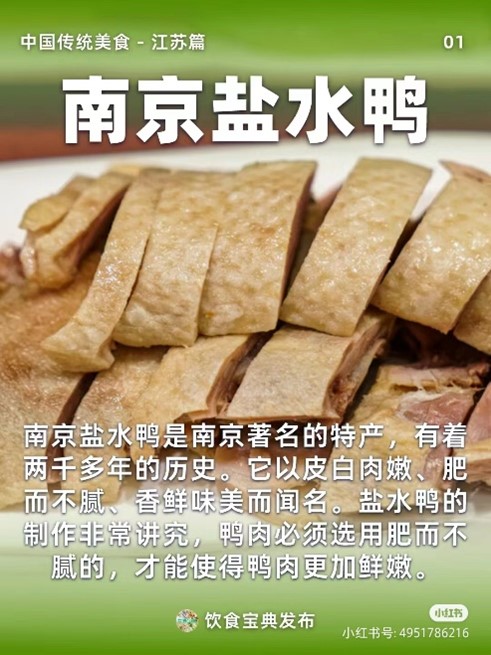 中国传统美食 - 江苏篇
01
南京盐水鸭
南京盐水鸭是南京著名的特产，有着
两千多年的历史。它以皮白肉嫩、肥
而不腻、香鲜味美而闻名。盐水鸭的
制作非常讲究，鸭肉必须选用肥而不
腻的，才能使得鸭肉更加鲜嫩。
饮食宝典发布
小红书
小红书号: 4951786216